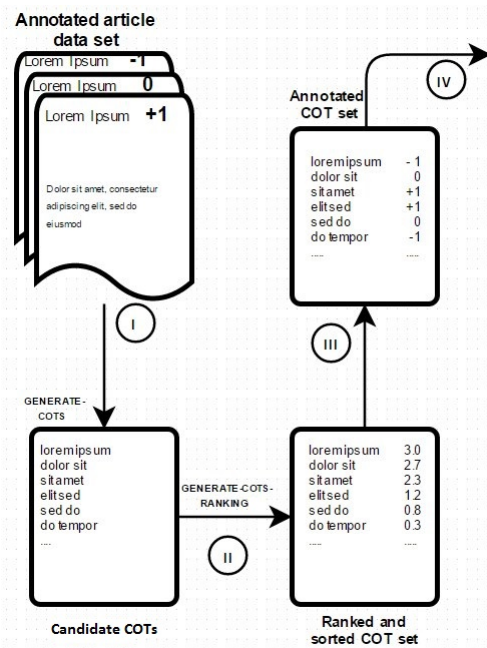 Annotated article
data set
Lorem Ipsum -1
Lorem Ipsum 0
Lorem Ipsum +1
Dolor sit amet, consectetur
adipiscing elit, sed do
eiusmod
I
GENERATE-
COTS
loremipsum
dolor sit
sitamet
elitsed
sed do
do tempor
....
Candidate COTs
GENERATE-COTS-
RANKING
II
loremipsum 3.0
dolor sit 2.7
sitamet 2.3
elitsed 1.2
sed do 0.8
do tempor 0.3
..... .....
Ranked and
sorted COT set
III
Annotated
COT set
loremipsum - 1
dolor sit 0
sitamet +1
elitsed +1
sed do 0
do tempor -1
..... .....
IV